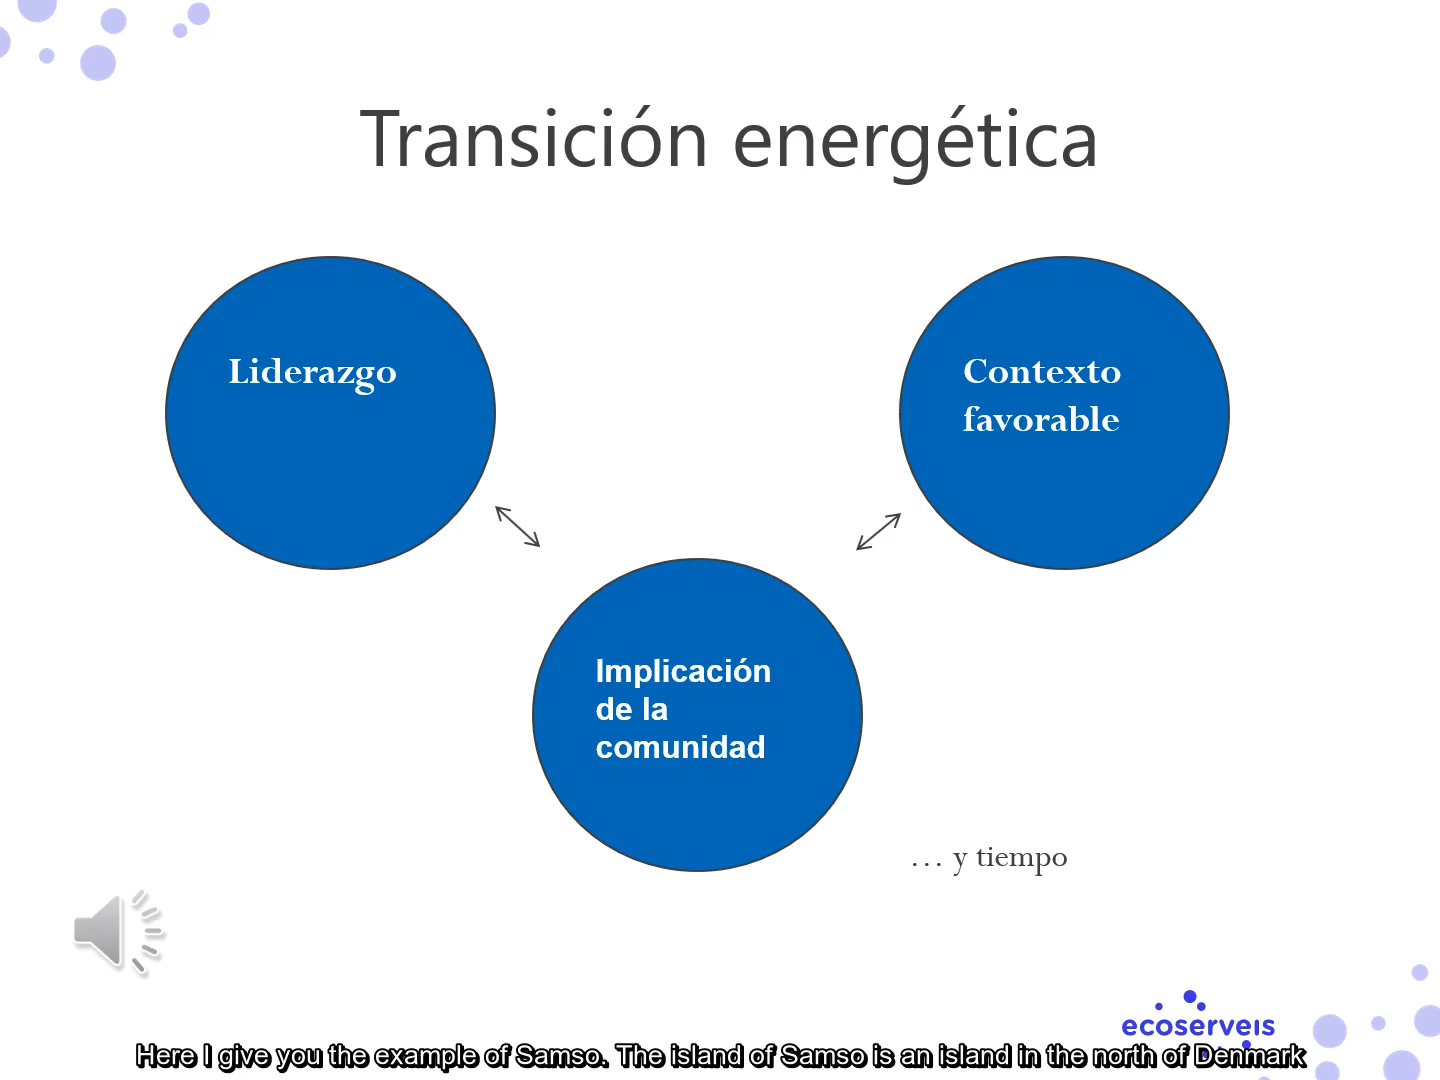 Transición energética
Liderazgo
Contexto
favorable
Implicación
de la
comunidad
… y tiempo
ecoserveis
Here I give you the example of Samso. The island of Samso is an island in the north of Denmark